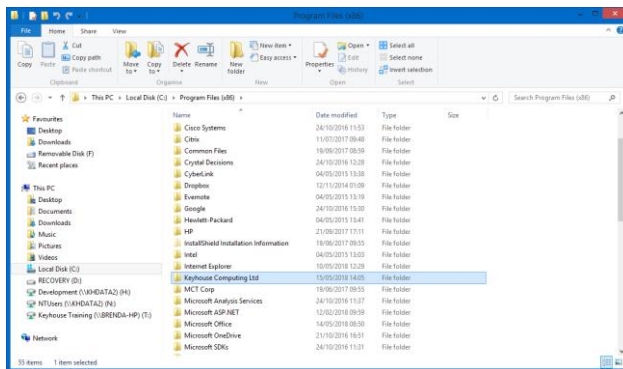 Program Files (x86)
File Home Share View
Copy Paste Cut Copy path Paste shortcut Move to Copy to Delete Rename New folder New item Easy access Properties Open Edit History Select all Select none Invert selection
Clipboard Organise New Open Select
This PC Local Disk (C:) Program Files (x86) Search Program Files (x86)
Name Date modified Type Size
Favourites
Desktop
Downloads
Removable Disk (F)
Recent places
This PC
Desktop
Documents
Downloads
Music
Pictures
Videos
Local Disk (C:)
RECOVERY (D:)
Development (\\KHDATA2) (H:)
NTUsers (\\KHDATA2) (N:)
Keyhouse Training (\\BRENDA-HP) (T:)
Network
Cisco Systems 24/10/2016 11:53 File folder
Citrix 11/07/2017 09:48 File folder
Common Files 19/09/2017 08:59 File folder
Crystal Decisions 24/10/2016 12:28 File folder
CyberLink 04/05/2015 13:38 File folder
Dropbox 12/11/2014 01:09 File folder
Evernote 04/05/2015 13:19 File folder
Google 24/10/2016 15:30 File folder
Hewlett-Packard 04/05/2015 13:41 File folder
HP 21/09/2017 17:11 File folder
InstallShield Installation Information 19/06/2017 09:55 File folder
Intel 04/05/2015 13:03 File folder
Internet Explorer 10/05/2018 12:29 File folder
Keyhouse Computing Ltd 15/05/2018 14:05 File folder
MCT Corp 19/06/2017 09:55 File folder
Microsoft Analysis Services 24/10/2016 11:37 File folder
Microsoft ASP.NET 12/02/2018 09:59 File folder
Microsoft Office 14/05/2018 08:50 File folder
Microsoft OneDrive 21/10/2016 16:51 File folder
Microsoft SDKs 24/10/2016 11:31 File folder
55 items 1 item selected